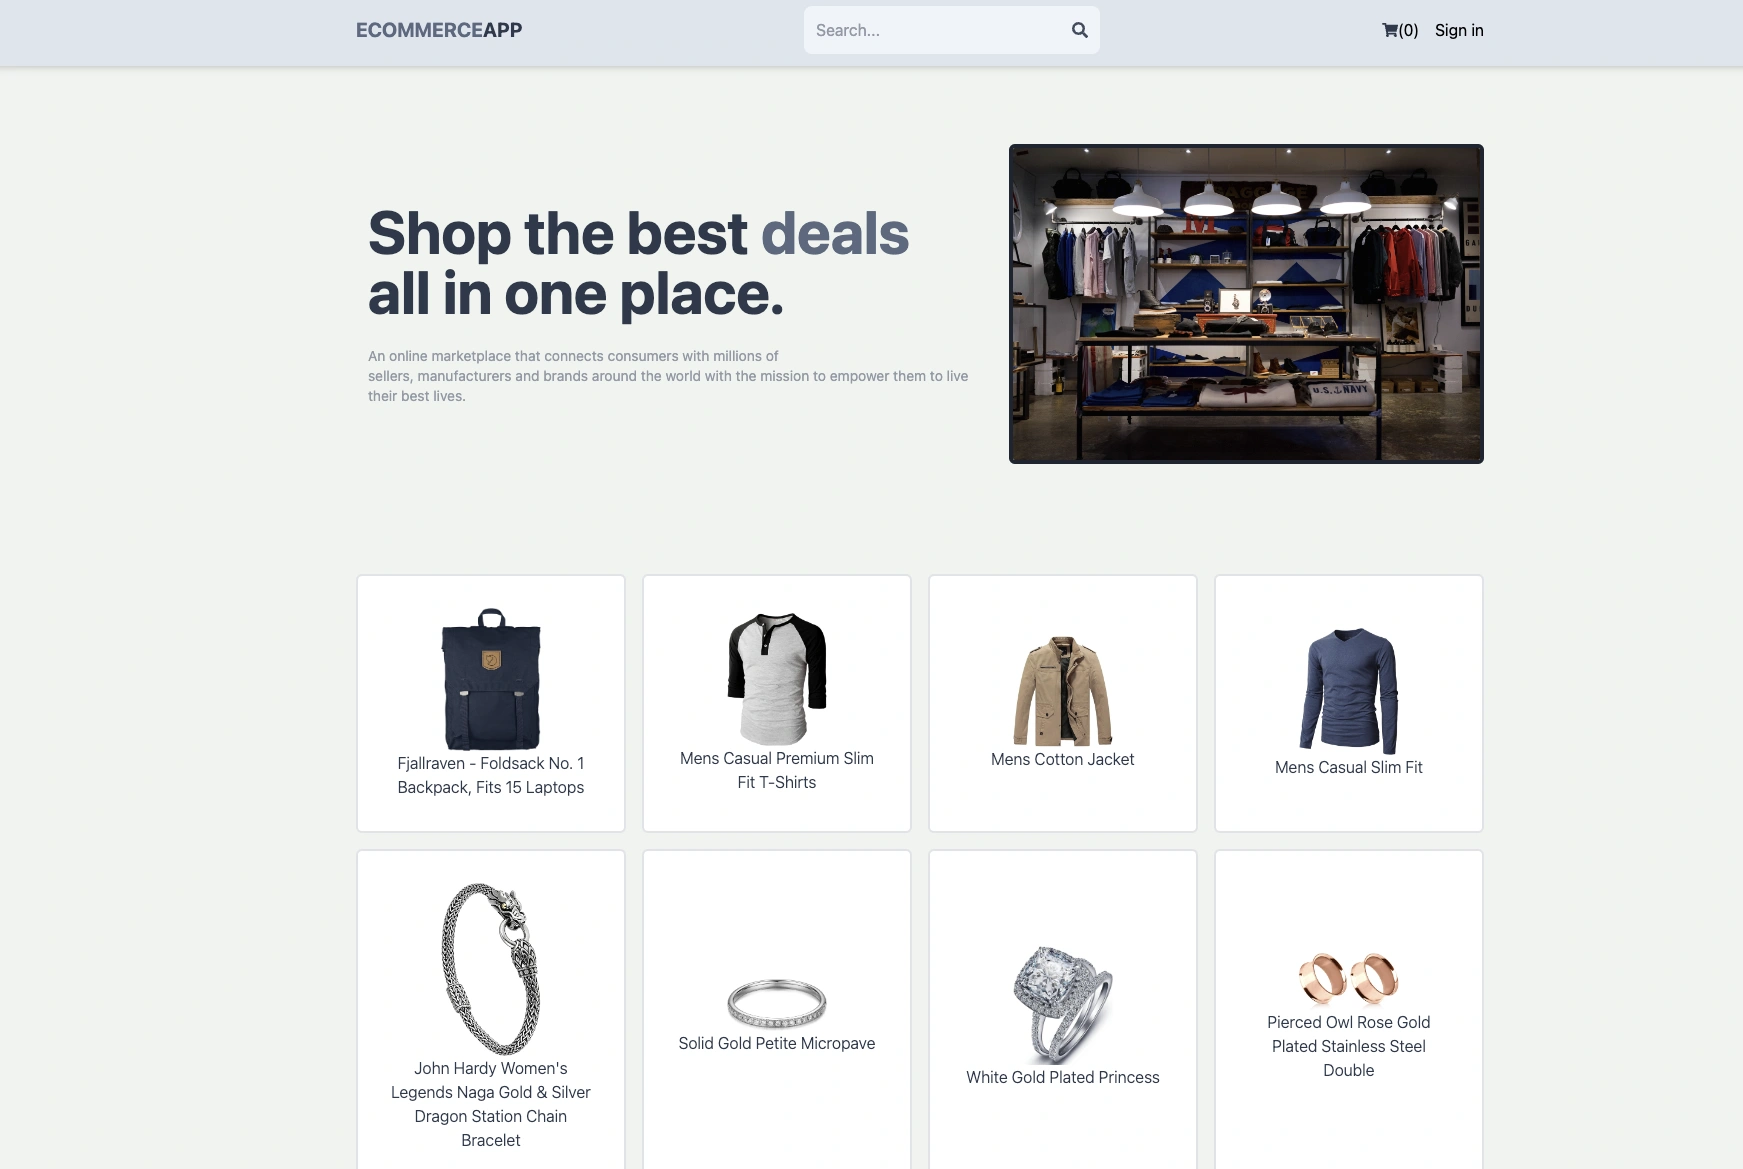 ECOMMERCEAPP
Search...
(0)
Sign in
Shop the best deals
all in one place.
An online marketplace that connects consumers with millions of
sellers, manufacturers and brands around the world with the mission to empower them to live
their best lives.
BAGGAGE
M
U.S. NAVY
Fjallraven - Foldsack No. 1
Backpack, Fits 15 Laptops
Mens Casual Premium Slim
Fit T-Shirts
Mens Cotton Jacket
Mens Casual Slim Fit
John Hardy Women's
Legends Naga Gold & Silver
Dragon Station Chain
Bracelet
Solid Gold Petite Micropave
White Gold Plated Princess
Pierced Owl Rose Gold
Plated Stainless Steel
Double